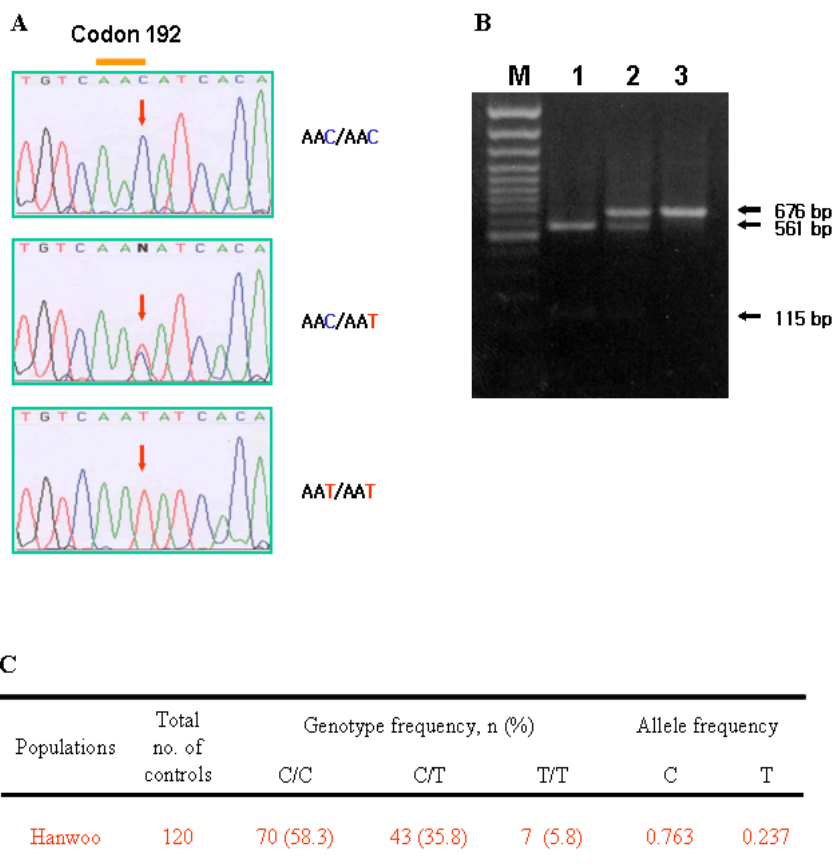 A
Codon 192
T G T C A A C A T C A C A
AAC/AAC
T G T C A A N A T C A C A
AAC/AAT
T G T C A A T A T C A C A
AAT/AAT
B
M 1 2 3
676 bp
561 bp
115 bp
C
Populations Total no. of controls Genotype frequency, n (%) Allele frequency
C/C C/T T/T C T
Hanwoo 120 70 (58.3) 43 (35.8) 7 (5.8) 0.763 0.237